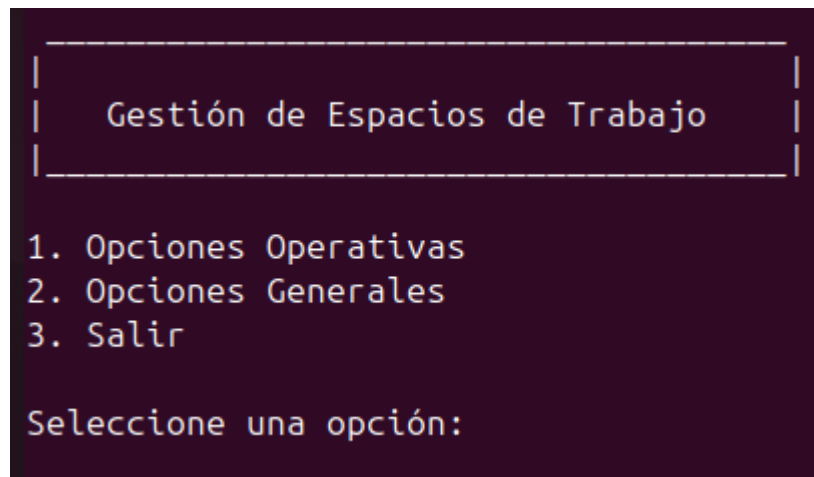 Gestión de Espacios de Trabajo
1. Opciones Operativas
2. Opciones Generales
3. Salir
Seleccione una opción: